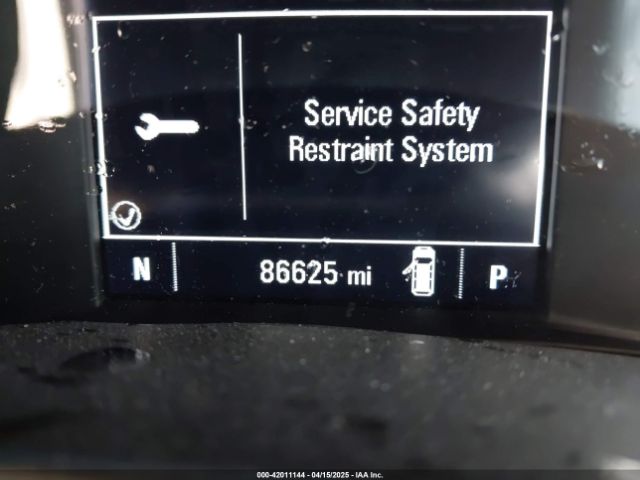 Service Safety
Restraint System
N
86625 mi
P
000-42011144 - 04/15/2025 - IAA Inc.